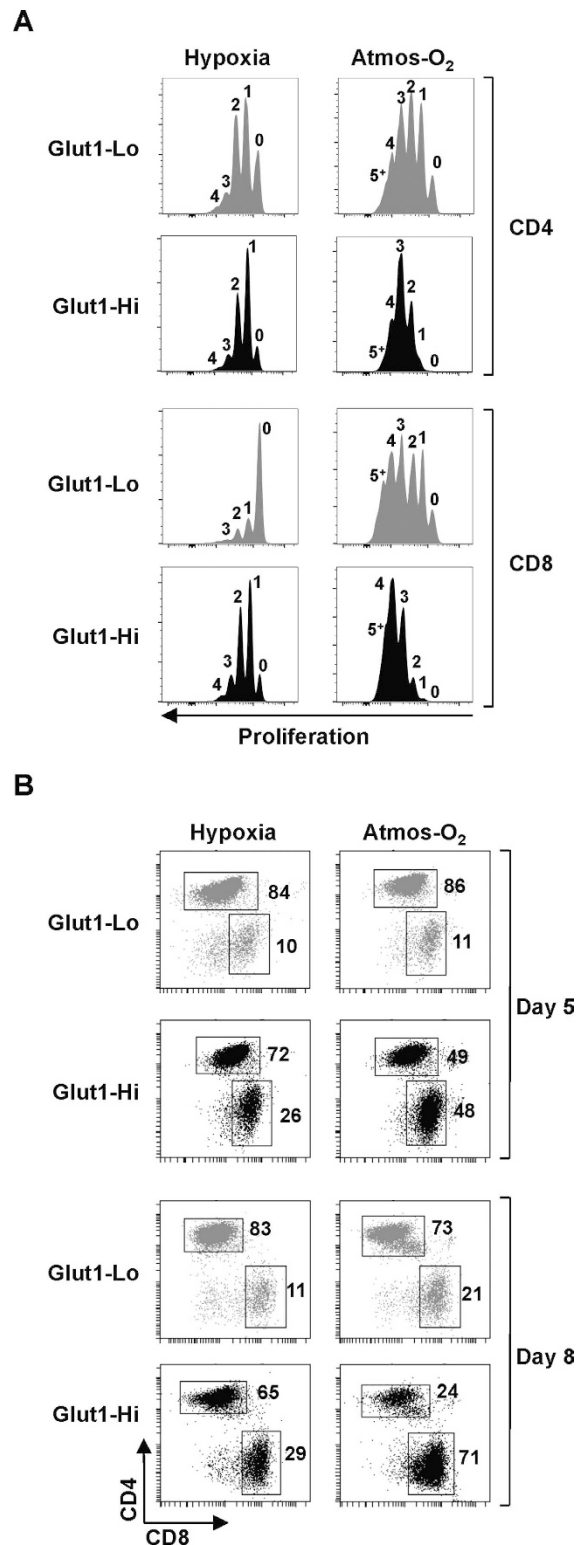 A
Hypoxia Atmos-O₂
Glut1-Lo 4 3 2 1 0 5⁺ 4 3 2 1 0
Glut1-Hi 4 3 2 1 0 5⁺ 4 3 2 1 0
CD4
Glut1-Lo 3 2 1 0 5⁺ 4 3 2 1 0
Glut1-Hi 4 3 2 1 0 5⁺ 4 3 2 1 0
CD8
Proliferation
B
Hypoxia Atmos-O₂
Glut1-Lo 84 86
10 11
Day 5
Glut1-Hi 72 49
26 48
Glut1-Lo 83 73
11 21
Day 8
Glut1-Hi 65 24
29 71
CD4
CD8